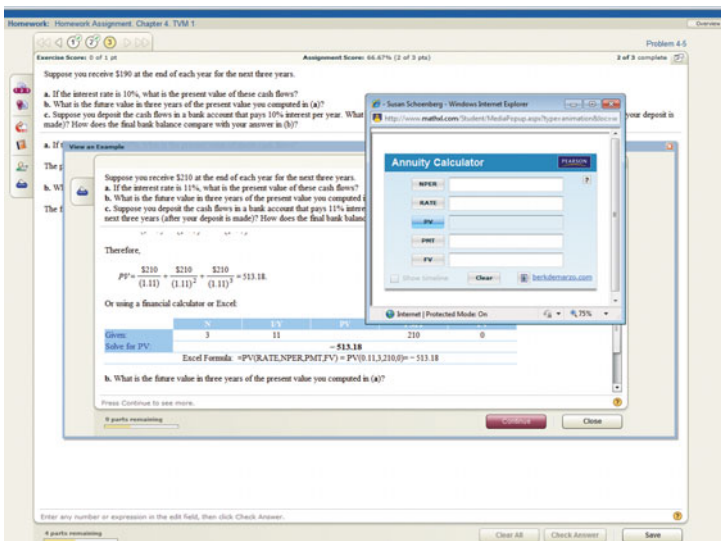 Homework: Homework Assignment. Chapter 4. TVM 1
Overview
1 2 3
Problem 4-5
Exercise Score: 0 of 1 pt
Assignment Score: 66.67% (2 of 3 pts)
2 of 3 complete
Suppose you receive $190 at the end of each year for the next three years.
a. If the interest rate is 10%, what is the present value of these cash flows?
b. What is the future value in three years of the present value you computed in (a)?
c. Suppose you deposit the cash flows in a bank account that pays 10% interest per year. What
your deposit is
made)? How does the final bank balance compare with your answer in (b)?
a. If
The p
b. W
The f
View an Example
Suppose you receive $210 at the end of each year for the next three years.
a. If the interest rate is 11%, what is the present value of these cash flows?
b. What is the future value in three years of the present value you computed i
c. Suppose you deposit the cash flows in a bank account that pays 11% intere
next three years (after your deposit is made)? How does the final bank balanc
Therefore,
PV = $210 / (1.11) + $210 / (1.11)² + $210 / (1.11)³ = 513.18.
Or using a financial calculator or Excel:
N I/Y PV
Given: 3 11 210 0
Solve for PV: −513.18
Excel Formula: =PV(RATE,NPER,PMT,FV) = PV(0.11,3,210,0)= − 513.18
b. What is the future value in three years of the present value you computed in (a)?
Press Continue to see more.
9 parts remaining
Continue
Close
- Susan Schoenberg - Windows Internet Explorer
http://www.mathxl.com/Student/MediaPopup.aspx?type=animation&loc=
Annuity Calculator
PEARSON
?
NPER
RATE
PV
PMT
FV
Show timeline
Clear
berkdemarzo.com
Internet | Protected Mode: On
75%
Enter any number or expression in the edit field, then click Check Answer.
4 parts remaining
Clear All
Check Answer
Save